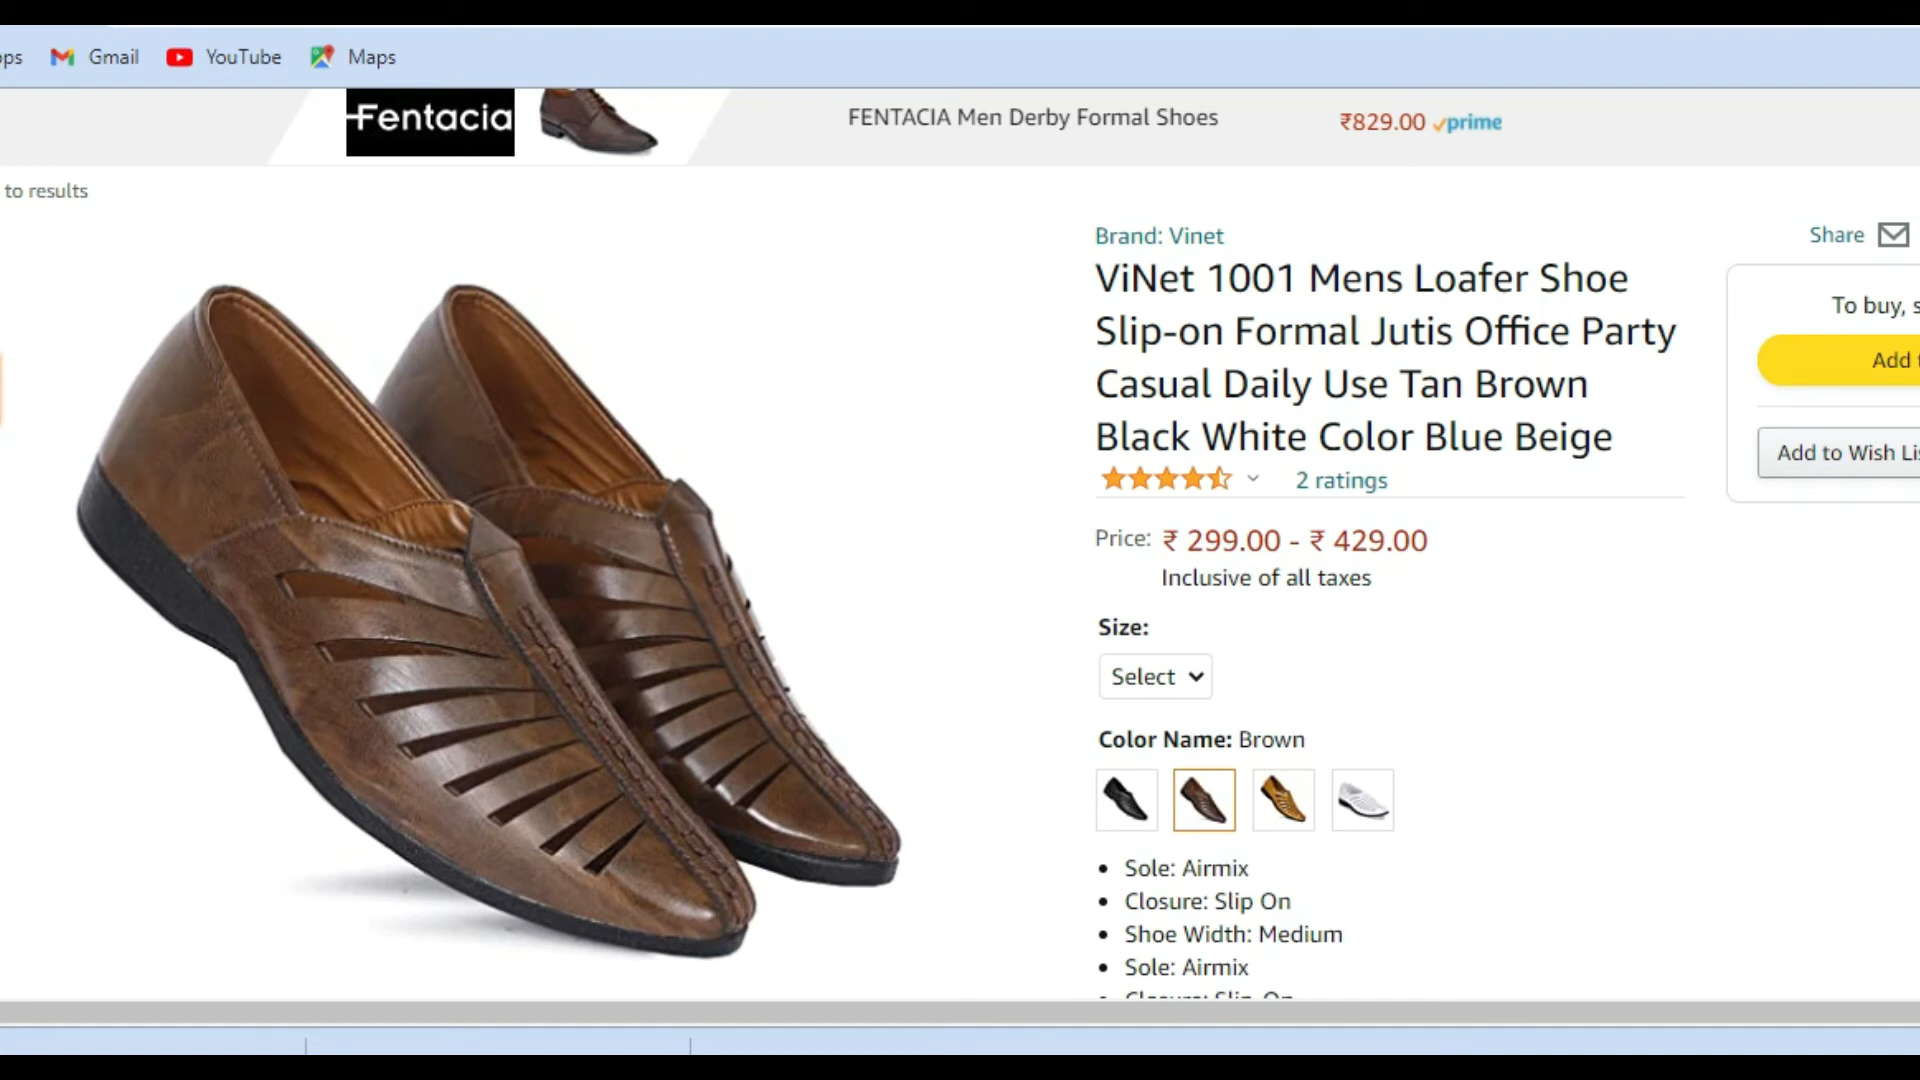 Gmail YouTube Maps
Fentacia FENTACIA Men Derby Formal Shoes ₹829.00 prime
to results
Brand: Vinet
Share
ViNet 1001 Mens Loafer Shoe
Slip-on Formal Jutis Office Party
Casual Daily Use Tan Brown
Black White Color Blue Beige
2 ratings
To buy,
Add
Add to Wish
Price: ₹ 299.00 - ₹ 429.00
Inclusive of all taxes
Size:
Select
Color Name: Brown
• Sole: Airmix
• Closure: Slip On
• Shoe Width: Medium
• Sole: Airmix